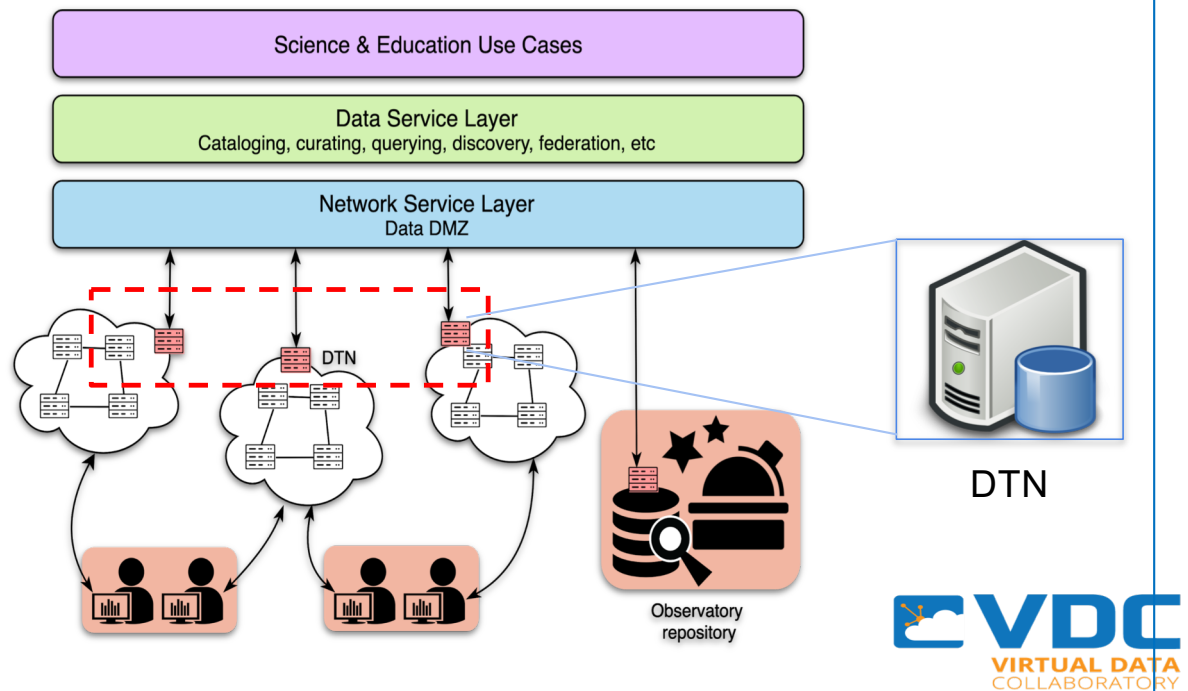 Science & Education Use Cases
Data Service Layer
Cataloging, curating, querying, discovery, federation, etc
Network Service Layer
Data DMZ
DTN
DTN
Observatory
repository
VDC
VIRTUAL DATA
COLLABORATORY